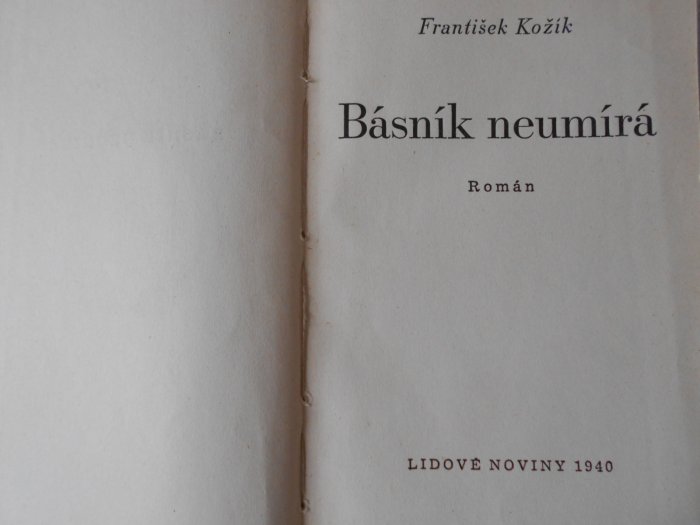 František Kožík
Básník neumírá
Román
LIDOVÉ NOVINY 1940